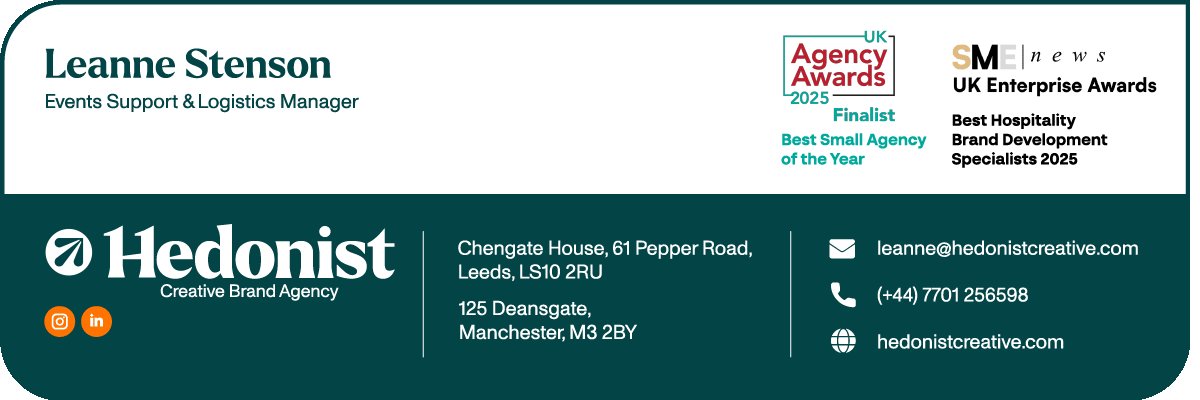 Leanne Stenson
Events Support & Logistics Manager
UK
Agency
Awards
2025
Finalist
Best Small Agency
of the Year
SME news
UK Enterprise Awards
Best Hospitality
Brand Development
Specialists 2025
Hedonist
Creative Brand Agency
in
Chengate House, 61 Pepper Road,
Leeds, LS10 2RU
125 Deansgate,
Manchester, M3 2BY
leanne@hedonistcreative.com
(+44) 7701 256598
hedonistcreative.com